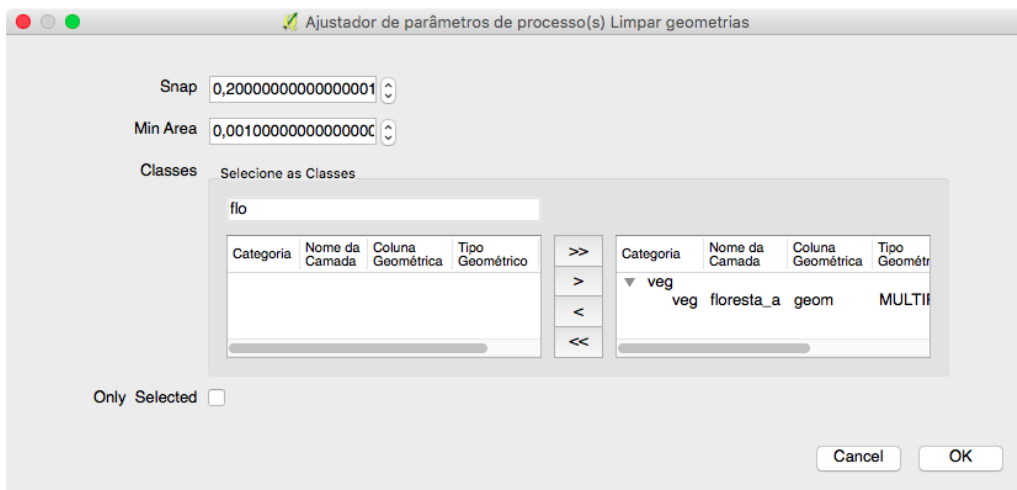 Ajustador de parâmetros de processo(s) Limpar geometrias
Snap 0,20000000000000001
Min Area 0,00100000000000000
Classes Selecione as Classes
flo
Categoria Nome da Camada Coluna Geométrica Tipo Geométrico
>>
>
<
<<
Categoria Nome da Camada Coluna Geométrica Tipo Geométr
veg
veg floresta_a geom MULTIF
Only Selected
Cancel OK